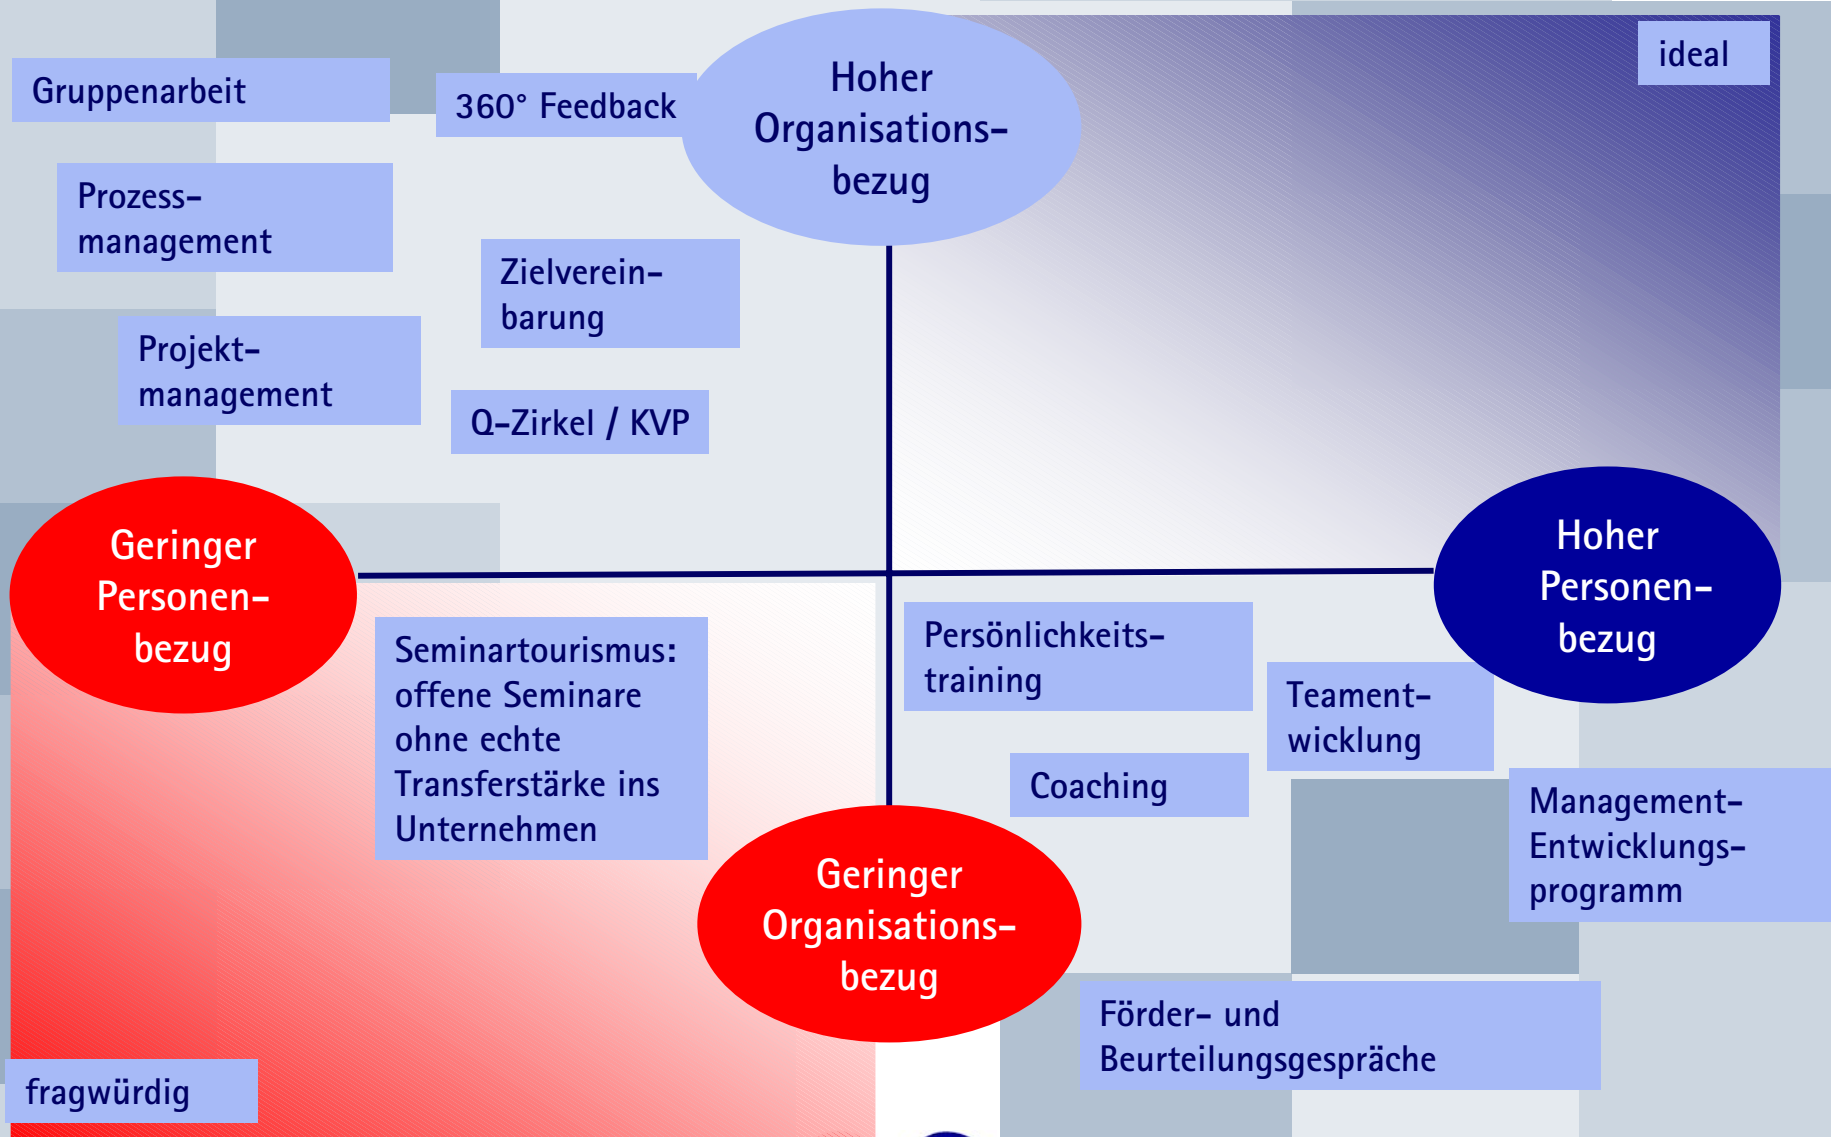 Gruppenarbeit
360° Feedback
Hoher
Organisations-
bezug
ideal
Prozess-
management
Zielverein-
barung
Projekt-
management
Q-Zirkel / KVP
Geringer
Personen-
bezug
Hoher
Personen-
bezug
Seminartourismus:
offene Seminare
ohne echte
Transferstärke ins
Unternehmen
Persönlichkeits-
training
Teament-
wicklung
Coaching
Management-
Entwicklungs-
programm
Geringer
Organisations-
bezug
Förder- und
Beurteilungsgespräche
fragwürdig